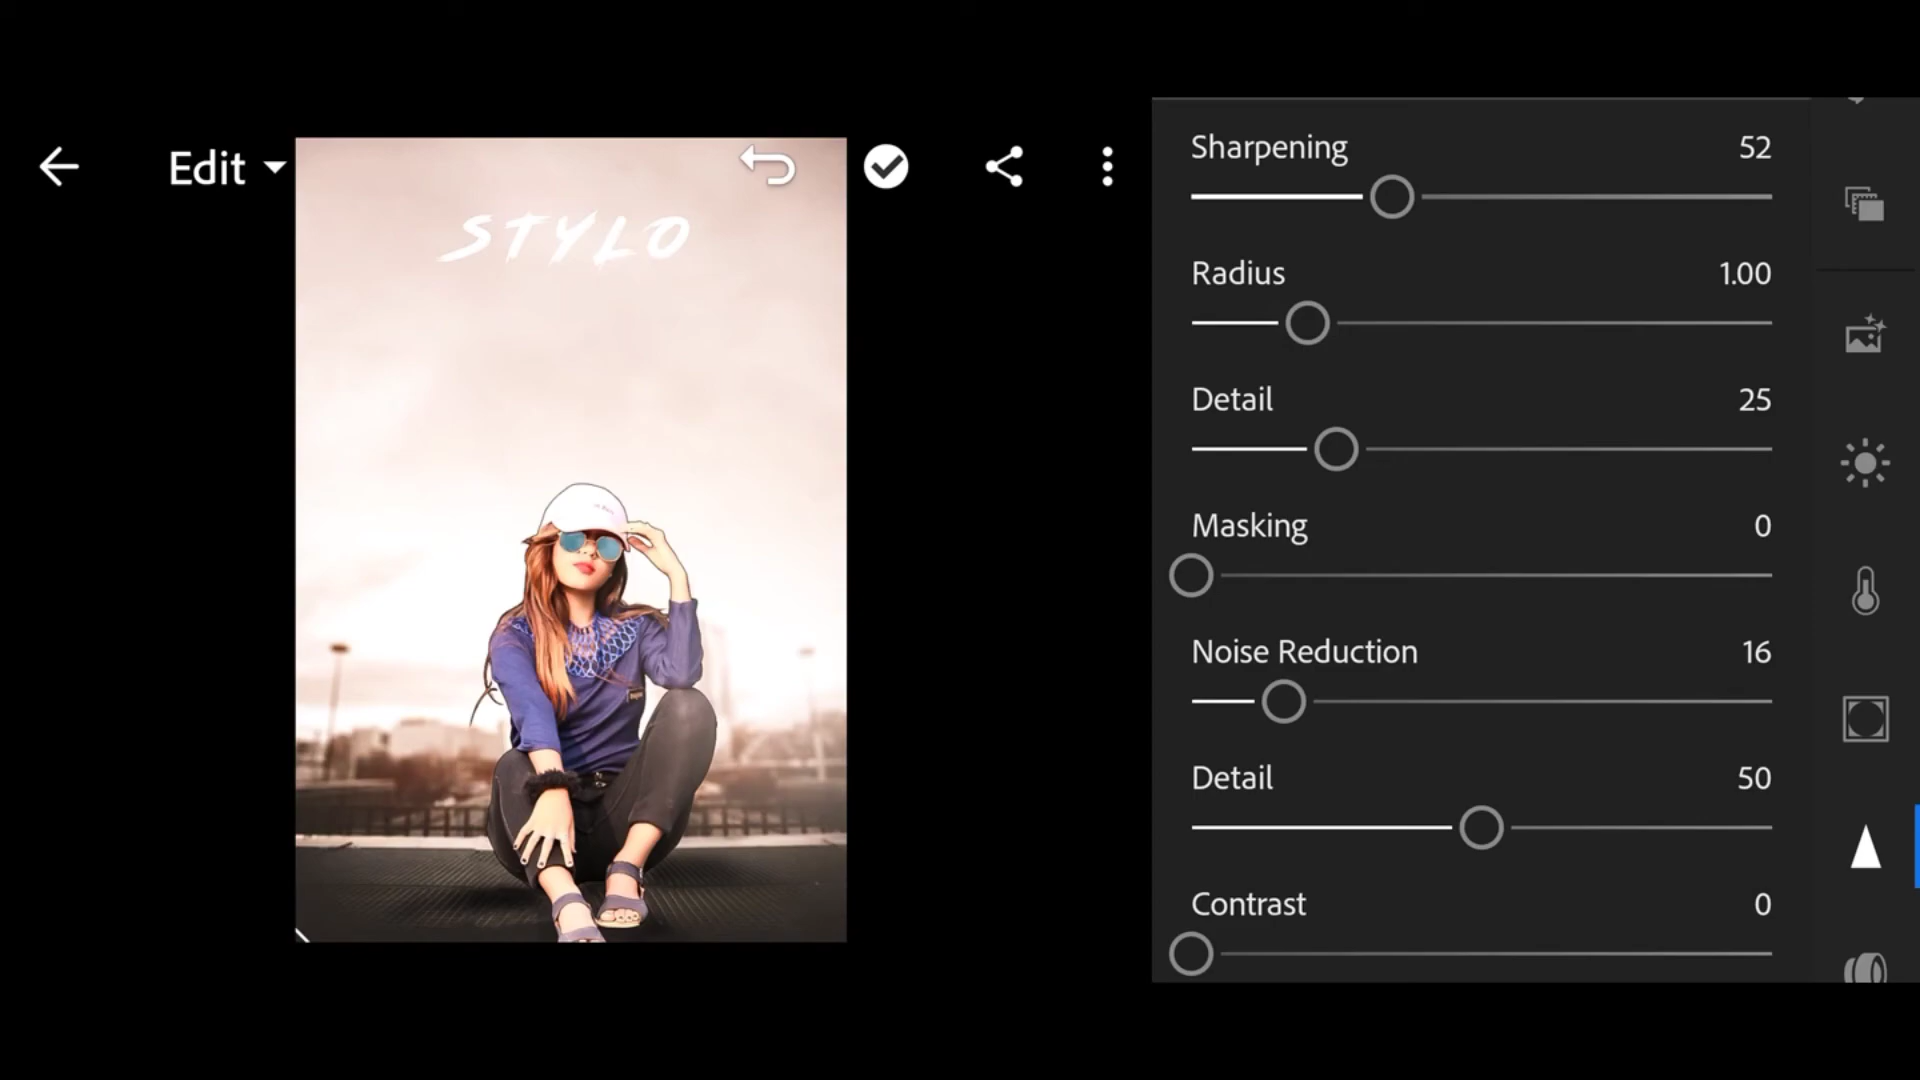 Edit
STYLO
Sharpening 52
Radius 1.00
Detail 25
Masking 0
Noise Reduction 16
Detail 50
Contrast 0